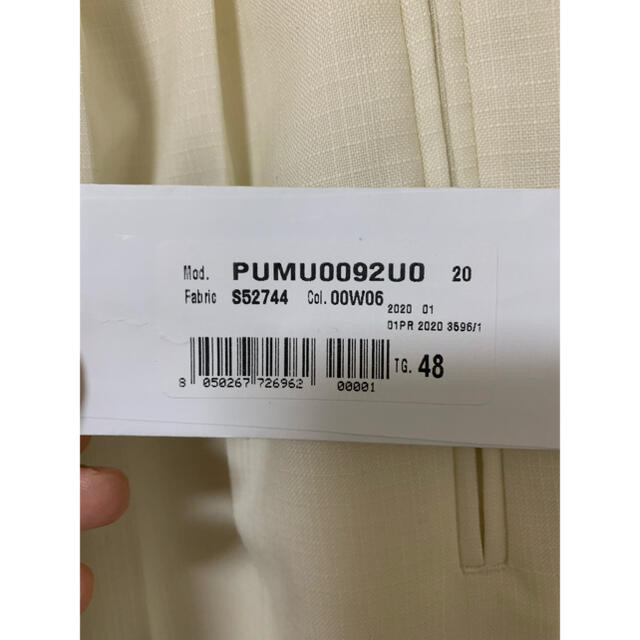 Mod. PUMU0092U0 20
Fabric S52744 Col. 00W06
2020 01
01PR 2020 3596/1
TG. 48
8 050267 726962 00001